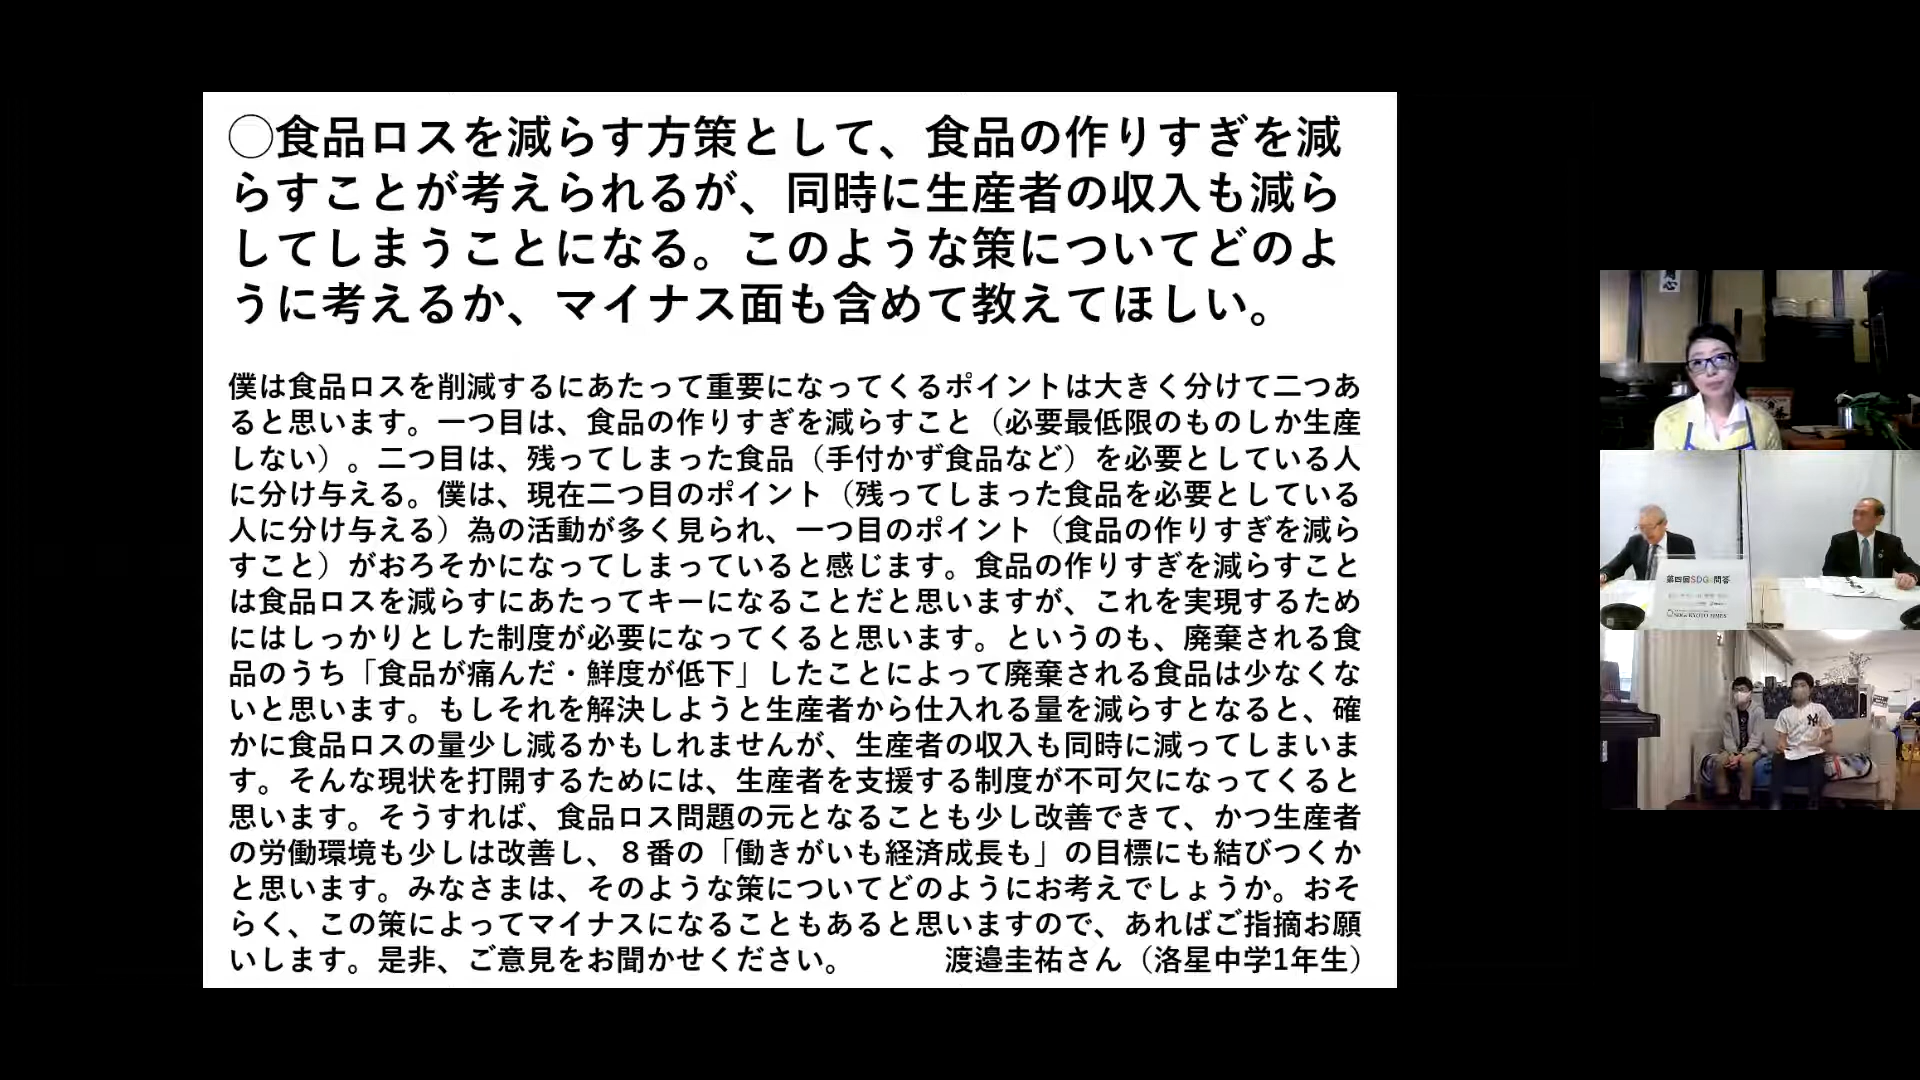 ◯食品ロスを減らす方策として、食品の作りすぎを減
らすことが考えられるが、同時に生産者の収入も減ら
してしまうことになる。このような策についてどのよ
うに考えるか、マイナス面も含めて教えてほしい。
僕は食品ロスを削減するにあたって重要になってくるポイントは大きく分けて二つあ
ると思います。一つ目は、食品の作りすぎを減らすこと（必要最低限のものしか生産
しない）。二つ目は、残ってしまった食品（手付かず食品など）を必要としている人
に分け与える。僕は、現在二つ目のポイント（残ってしまった食品を必要としている
人に分け与える）為の活動が多く見られ、一つ目のポイント（食品の作りすぎを減ら
すこと）がおろそかになってしまっていると感じます。食品の作りすぎを減らすこと
は食品ロスを減らすにあたってキーになることだと思いますが、これを実現するため
にはしっかりとした制度が必要になってくると思います。というのも、廃棄される食
品のうち「食品が痛んだ・鮮度が低下」したことによって廃棄される食品は少なくな
いと思います。もしそれを解決しようと生産者から仕入れる量を減らすとなると、確
かに食品ロスの量少し減るかもしれませんが、生産者の収入も同時に減ってしまいま
す。そんな現状を打開するためには、生産者を支援する制度が不可欠になってくると
思います。そうすれば、食品ロス問題の元となることも少し改善できて、かつ生産者
の労働環境も少しは改善し、８番の「働きがいも経済成長も」の目標にも結びつくか
と思います。みなさまは、そのような策についてどのようにお考えでしょうか。おそ
らく、この策によってマイナスになることもあると思いますので、あればご指摘お願
いします。是非、ご意見をお聞かせください。 渡邉圭祐さん（洛星中学1年生）
第四回SDGs問答
SDGs KYOTO TIMES